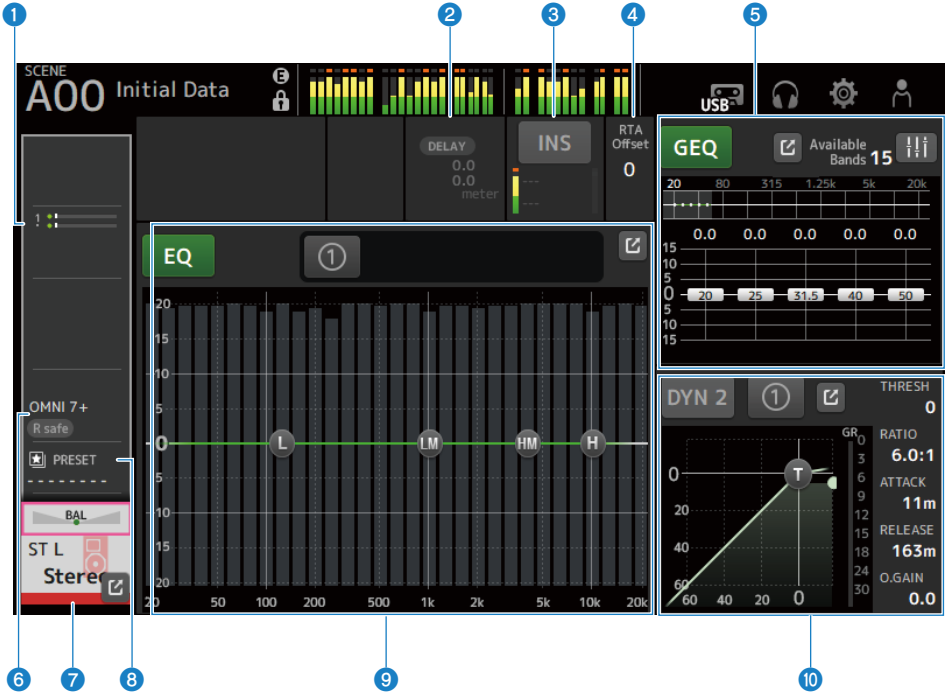 1
2
3
4
5
SCENE
A00 Initial Data
E
USB
DELAY
0.0
0.0
meter
INS
---
---
RTA
Offset
0
GEQ
Available
Bands 15
20 80 315 1.25k 5k 20k
0.0 0.0 0.0 0.0 0.0
15
10
5
0
5
10
15
20 25 31.5 40 50
1
EQ
1
20
15
10
5
0
5
10
15
20
L LM HM H
20 50 100 200 500 1k 2k 5k 10k 20k
OMNI 7+
R safe
PRESET
--------
BAL
ST L
Stereo
DYN 2
1
THRESH
0
RATIO
6.0:1
ATTACK
11m
RELEASE
163m
O.GAIN
0.0
GR
0
3
6
9
12
15
18
24
30
T
0
20
40
60
60 40 20 0
6
7
8
9
10